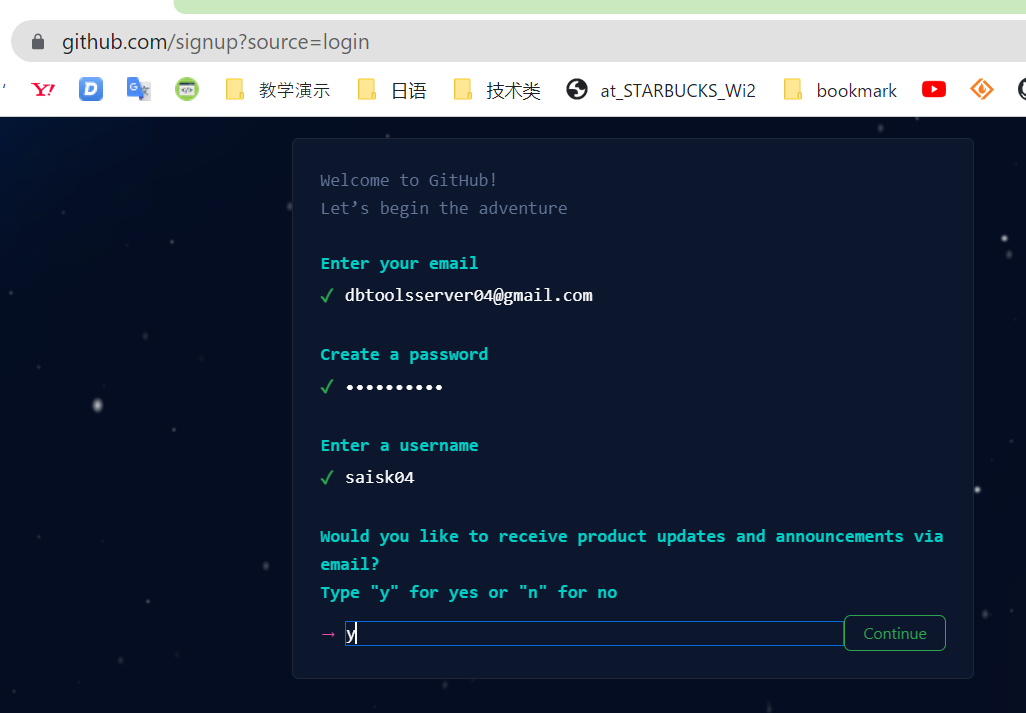 github.com/signup?source=login
Y! D G 教学演示 日语 技术类 at_STARBUCKS_Wi2 bookmark
Welcome to GitHub!
Let’s begin the adventure
Enter your email
✓ dbtoolsserver04@gmail.com
Create a password
✓ ••••••••••
Enter a username
✓ saisk04
Would you like to receive product updates and announcements via
email?
Type "y" for yes or "n" for no
→ y Continue